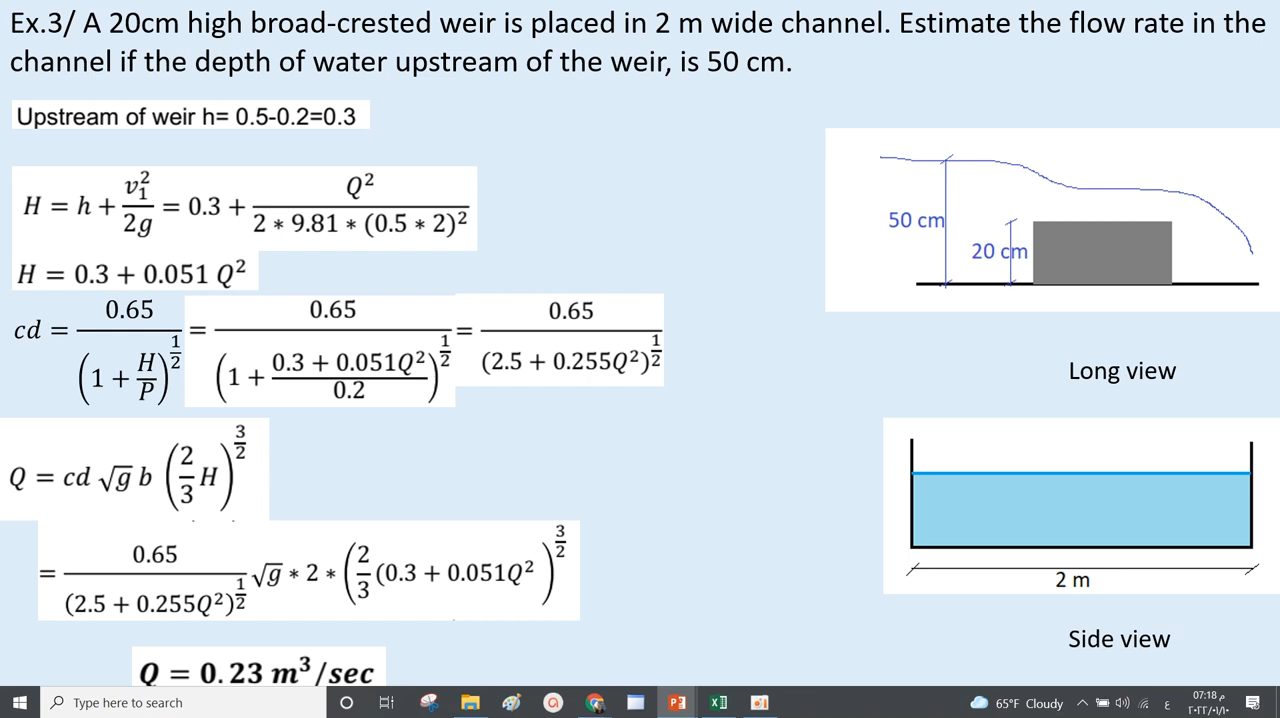 Ex.3/ A 20cm high broad-crested weir is placed in 2 m wide channel. Estimate the flow rate in the
channel if the depth of water upstream of the weir, is 50 cm.
Upstream of weir h= 0.5-0.2=0.3
H = h + v₁²/2g = 0.3 + Q²/(2 * 9.81 * (0.5 * 2)²)
H = 0.3 + 0.051 Q²
cd = 0.65/(1 + H/P)^(1/2) = 0.65/(1 + (0.3 + 0.051Q²)/0.2)^(1/2) = 0.65/(2.5 + 0.255Q²)^(1/2)
Q = cd √g b (2/3 H)^(3/2)
= 0.65/(2.5 + 0.255Q²)^(1/2) √g * 2 * (2/3 (0.3 + 0.051Q²)^(3/2)
Q = 0.23 m³/sec
50 cm
20 cm
Long view
2 m
Side view
Type here to search
65°F Cloudy
ع
07:18 م
٢٠٢٢/٠١/١٠